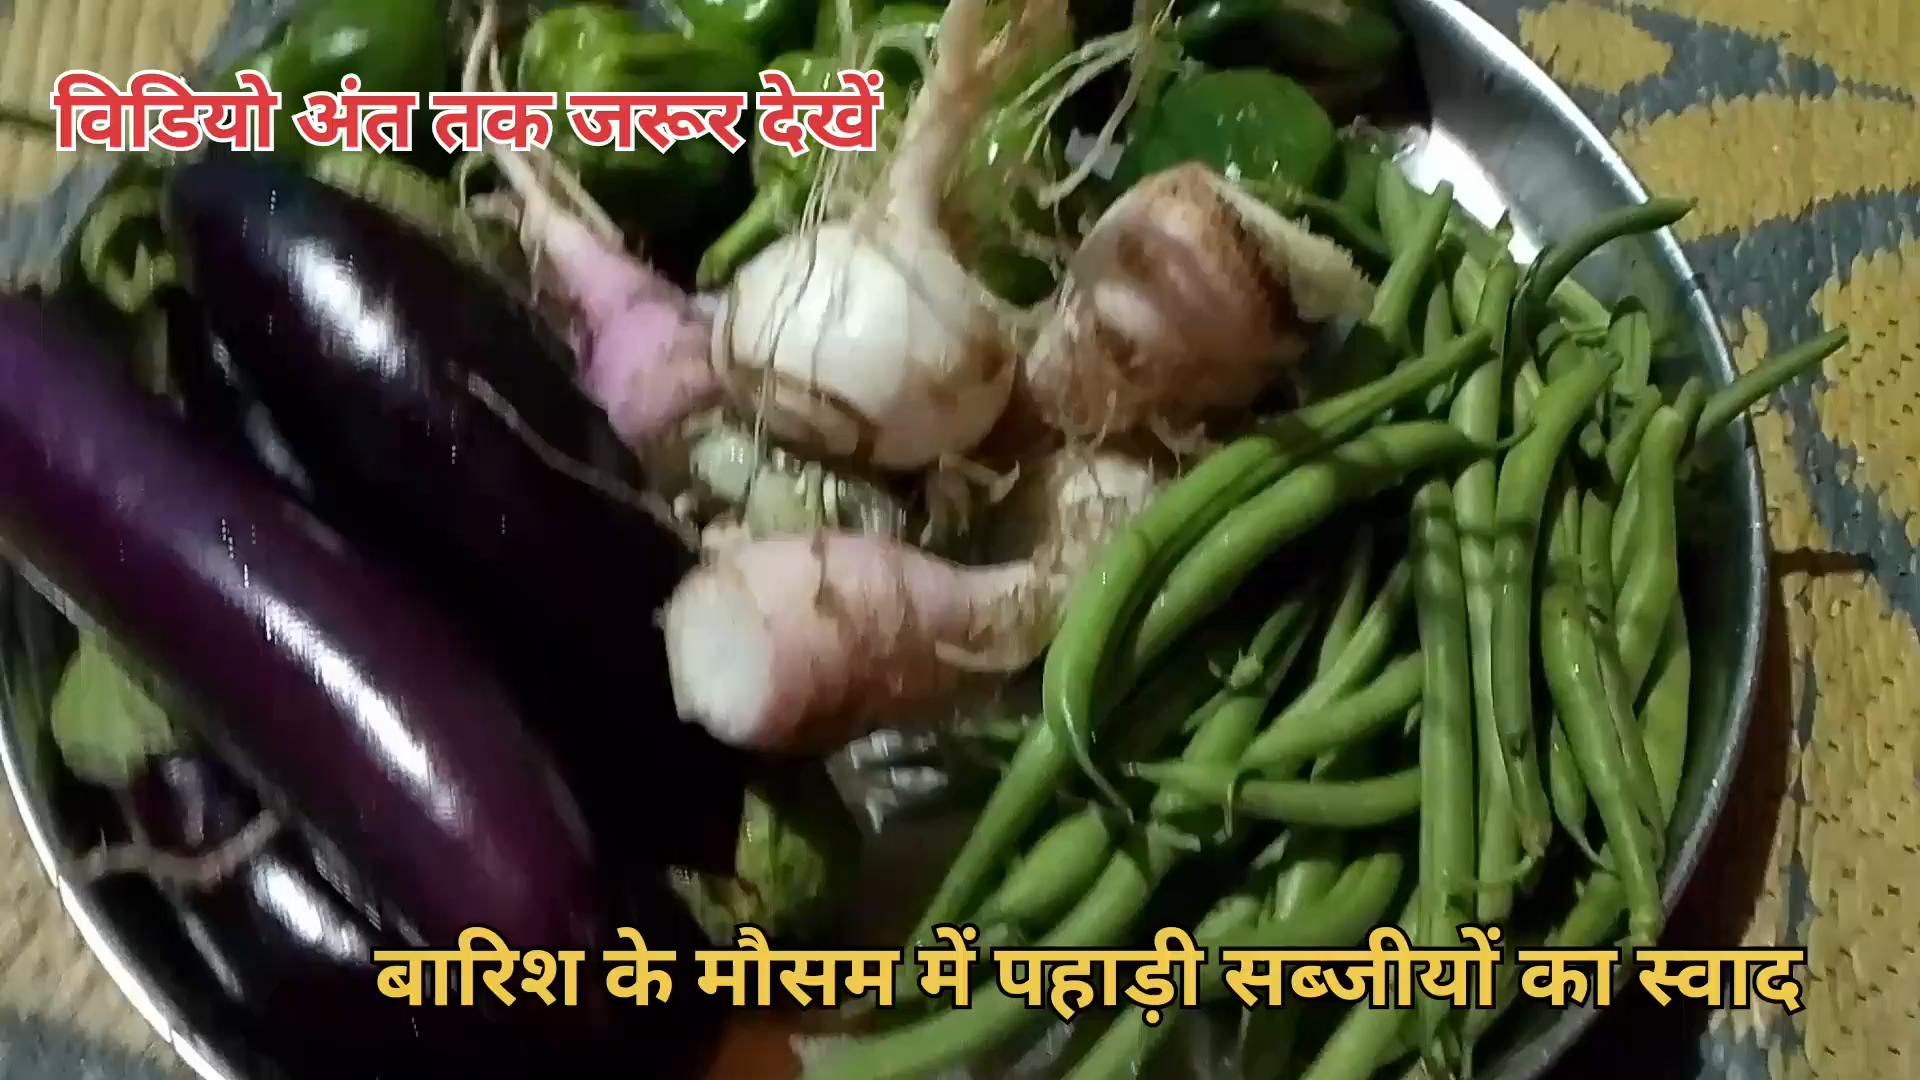 विडियो अंत तक जरूर देखें
बारिश के मौसम में पहाड़ी सब्जीयों का स्वाद